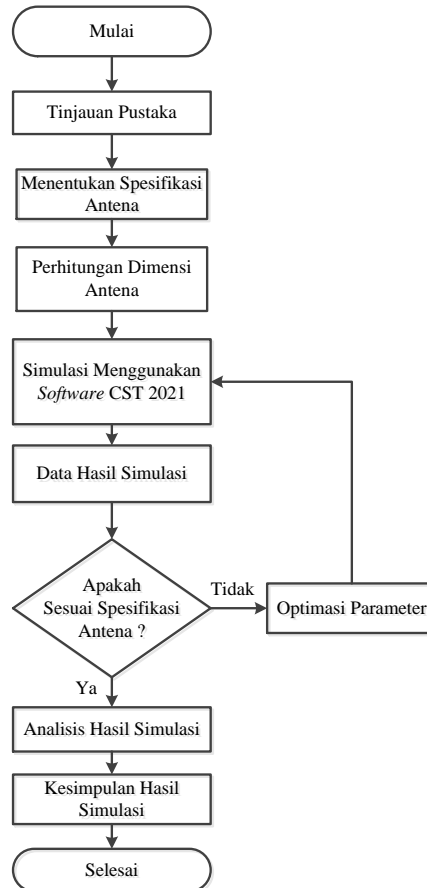 Mulai
Tinjauan Pustaka
Menentukan Spesifikasi
Antena
Perhitungan Dimensi
Antena
Simulasi Menggunakan
Software CST 2021
Data Hasil Simulasi
Apakah
Sesuai Spesifikasi
Antena ?
Tidak
Optimasi Parameter
Ya
Analisis Hasil Simulasi
Kesimpulan Hasil
Simulasi
Selesai